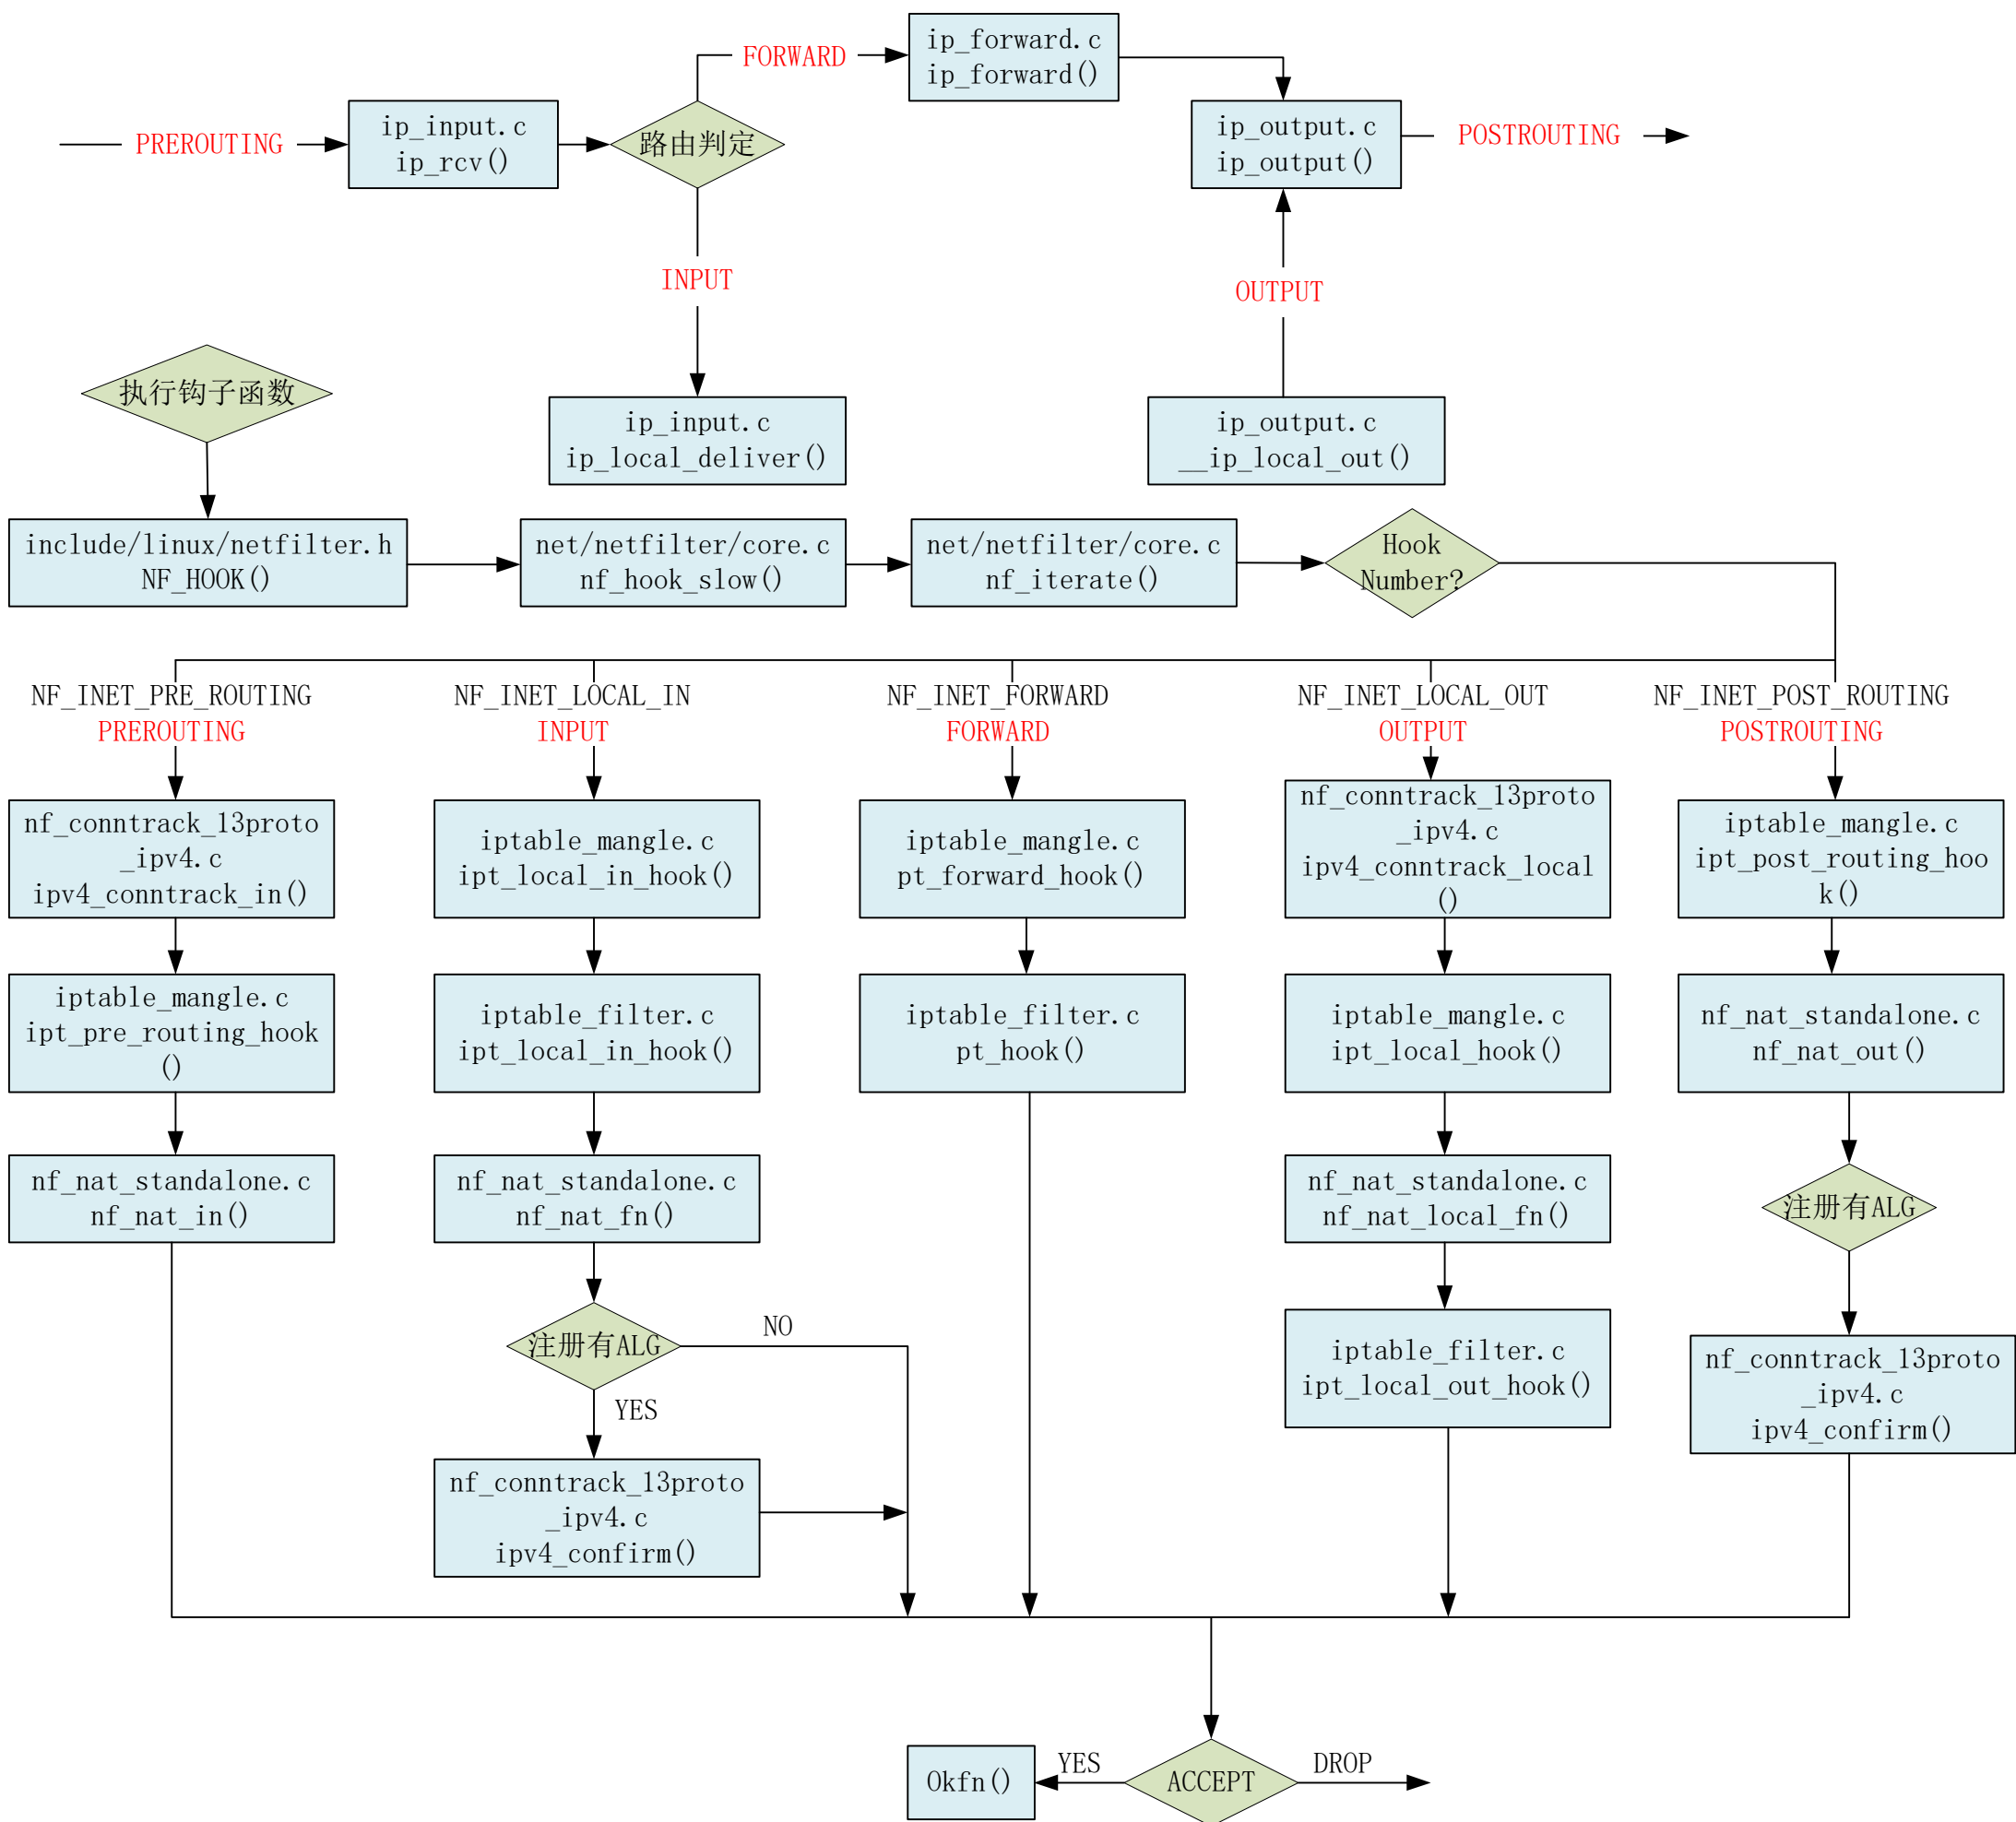 FORWARD
ip_forward.c
ip_forward()
PREROUTING
ip_input.c
ip_rcv()
路由判定
ip_output.c
ip_output()
POSTROUTING
INPUT
OUTPUT
执行钩子函数
ip_input.c
ip_local_deliver()
ip_output.c
__ip_local_out()
include/linux/netfilter.h
NF_HOOK()
net/netfilter/core.c
nf_hook_slow()
net/netfilter/core.c
nf_iterate()
Hook
Number?
NF_INET_PRE_ROUTING
PREROUTING
NF_INET_LOCAL_IN
INPUT
NF_INET_FORWARD
FORWARD
NF_INET_LOCAL_OUT
OUTPUT
NF_INET_POST_ROUTING
POSTROUTING
nf_conntrack_l3proto
_ipv4.c
ipv4_conntrack_in()
iptable_mangle.c
ipt_local_in_hook()
iptable_mangle.c
pt_forward_hook()
nf_conntrack_l3proto
_ipv4.c
ipv4_conntrack_local
()
iptable_mangle.c
ipt_post_routing_hoo
k()
iptable_mangle.c
ipt_pre_routing_hook
()
iptable_filter.c
ipt_local_in_hook()
iptable_filter.c
pt_hook()
iptable_mangle.c
ipt_local_hook()
nf_nat_standalone.c
nf_nat_out()
nf_nat_standalone.c
nf_nat_in()
nf_nat_standalone.c
nf_nat_fn()
nf_nat_standalone.c
nf_nat_local_fn()
注册有ALG
注册有ALG
NO
YES
iptable_filter.c
ipt_local_out_hook()
nf_conntrack_l3proto
_ipv4.c
ipv4_confirm()
nf_conntrack_l3proto
_ipv4.c
ipv4_confirm()
Okfn()
YES
ACCEPT
DROP